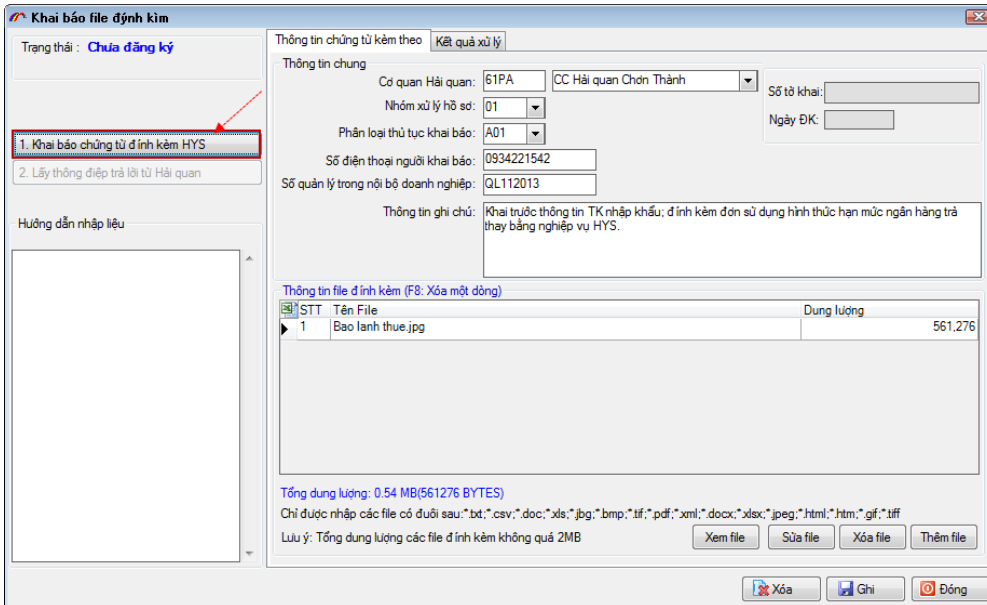 Khai báo file đýnh kìm
Trạng thái : Chưa đăng ký
1. Khai báo chứng từ đính kèm HYS
2. Lấy thông điệp trả lời từ Hải quan
Hướng dẫn nhập liệu
Thông tin chứng từ kèm theo
Kết quả xử lý
Thông tin chung
Cơ quan Hải quan: 61PA CC Hải quan Chơn Thành
Nhóm xử lý hồ sơ: 01
Phân loại thủ tục khai báo: A01
Số điện thoại người khai báo: 0934221542
Số quản lý trong nội bộ doanh nghiệp: QL112013
Số tờ khai:
Ngày ĐK:
Thông tin ghi chú: Khai trước thông tin TK nhập khẩu; đính kèm đơn sử dụng hình thức hạn mức ngân hàng trả
thay bằng nghiệp vụ HYS.
Thông tin file đính kèm (F8: Xóa một dòng)
STT Tên File Dung lượng
1 Bao lanh thue.jpg 561,276
Tổng dung lượng: 0.54 MB(561276 BYTES)
Chỉ được nhập các file có đuôi sau:*.txt;*.csv;*.doc;*.xls;*.jbg;*.bmp;*.tif;*.pdf;*.xml;*.docx;*.xlsx;*.jpeg;*.html;*.htm;*.gif;*.tiff
Lưu ý: Tổng dung lượng các file đính kèm không quá 2MB
Xem file
Sửa file
Xóa file
Thêm file
Xóa
Ghi
Đóng